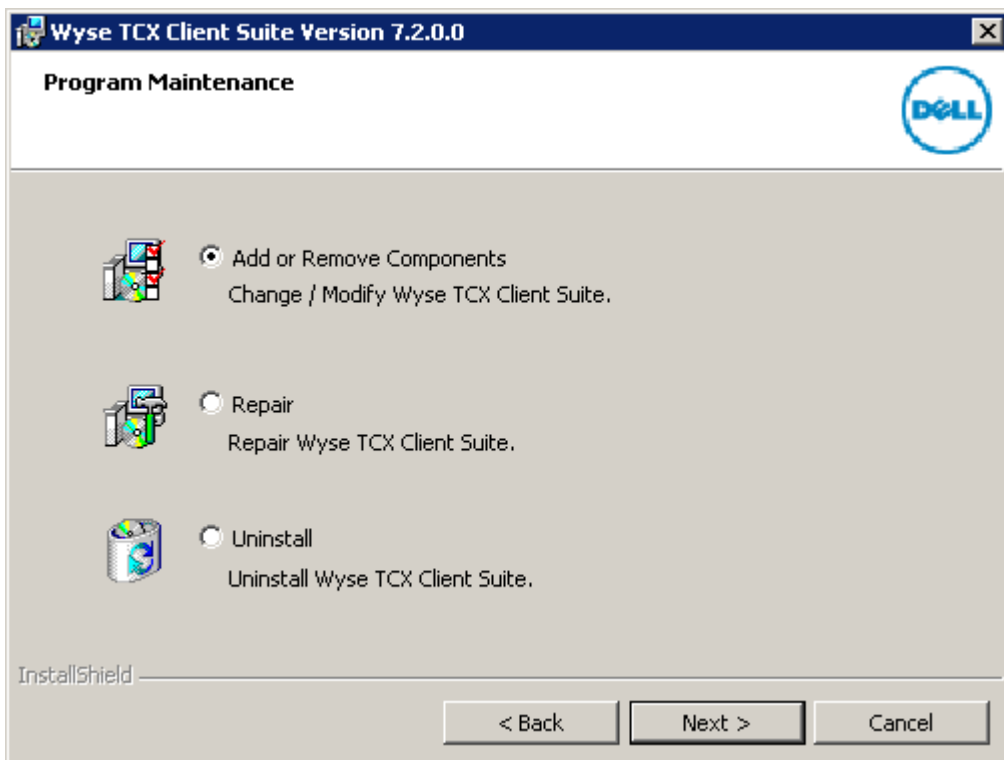 Wyse TCX Client Suite Version 7.2.0.0
Program Maintenance
DELL
Add or Remove Components
Change / Modify Wyse TCX Client Suite.
Repair
Repair Wyse TCX Client Suite.
Uninstall
Uninstall Wyse TCX Client Suite.
InstallShield
< Back
Next >
Cancel